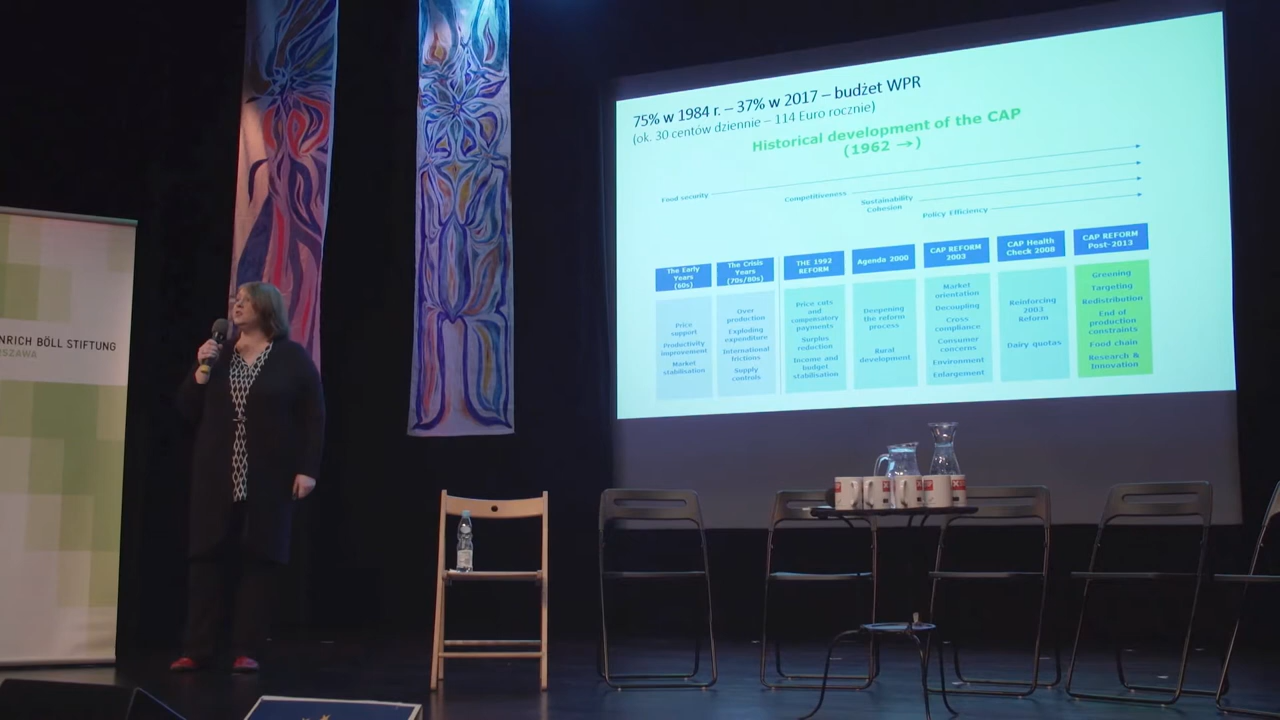 NRICH BÖLL STIFTUNG
RSZAWA
75% w 1984 r. – 37% w 2017 – budżet WPR
(ok. 30 centów dziennie – 114 Euro rocznie)
Historical development of the CAP
(1962 →)
Food security
Competitiveness
Sustainability
Cohesion
Policy Efficiency
The Early
Years
(60s)
Price
support
Productivity
improvement
Market
stabilisation
The Crisis
Years
(70s/80s)
Over
production
Exploding
expenditure
International
frictions
Supply
controls
THE 1992
REFORM
Price cuts
and
compensatory
payments
Surplus
reduction
Income and
budget
stabilisation
Agenda 2000
Deepening
the reform
process
Rural
development
CAP REFORM
2003
Market
orientation
Decoupling
Cross
compliance
Consumer
concerns
Environment
Enlargement
CAP Health
Check 2008
Reinforcing
2003
Reform
Dairy quotas
CAP REFORM
Post-2013
Greening
Targeting
Redistribution
End of
production
constraints
Food chain
Research &
Innovation